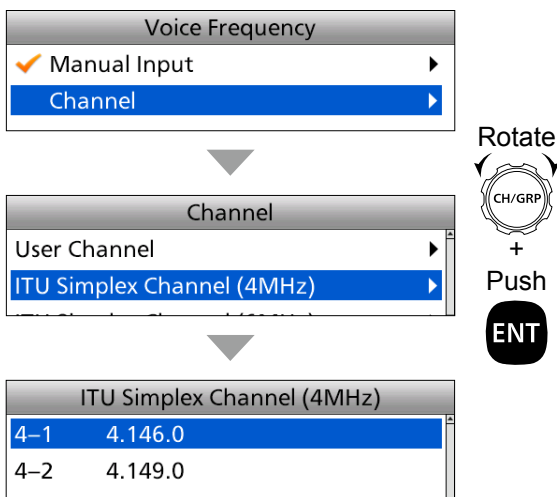 Voice Frequency
Manual Input
Channel
Channel
User Channel
ITU Simplex Channel (4MHz)
ITU Simplex Channel (4MHz)
4–1 4.146.0
4–2 4.149.0
Rotate
CH/GRP
+
Push
ENT